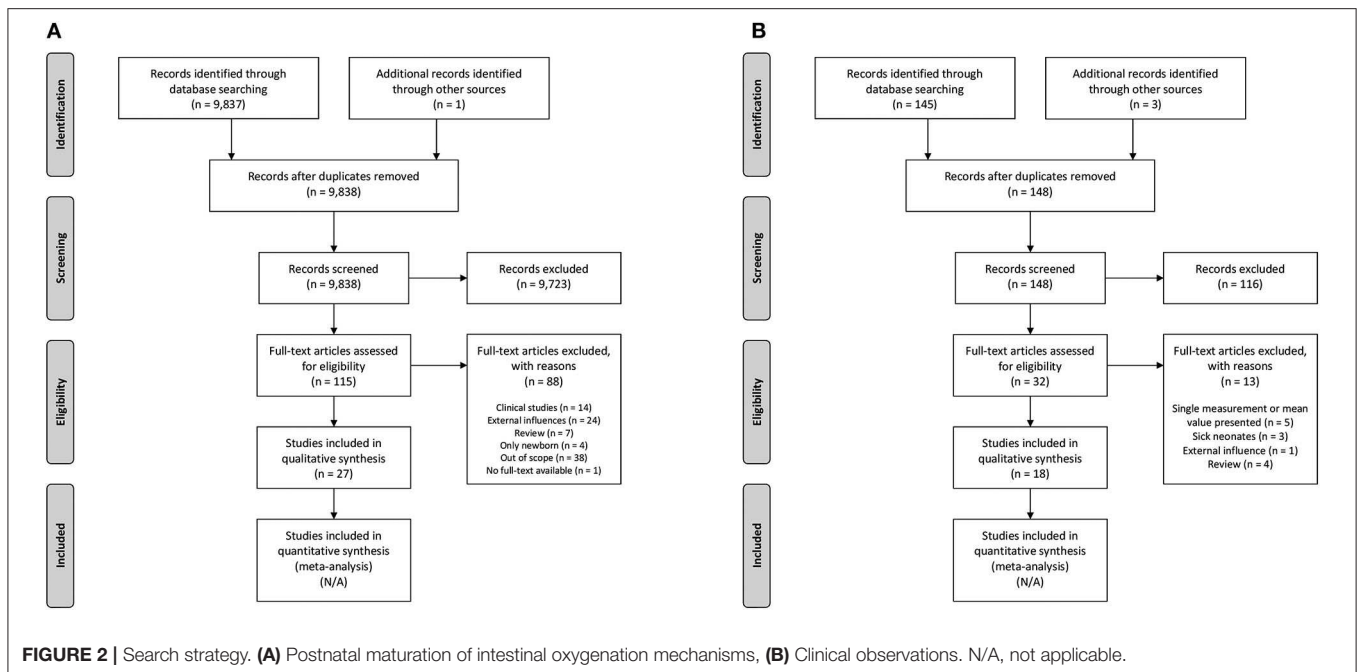 A
Identification
Records identified through
database searching
(n = 9,837)
Additional records identified
through other sources
(n = 1)
Records after duplicates removed
(n = 9,838)
Screening
Records screened
(n = 9,838)
Records excluded
(n = 9,723)
Eligibility
Full-text articles assessed
for eligibility
(n = 115)
Full-text articles excluded,
with reasons
(n = 88)
Clinical studies (n = 14)
External influences (n = 24)
Review (n = 7)
Only newborn (n = 4)
Out of scope (n = 38)
No full-text available (n = 1)
Studies included in
qualitative synthesis
(n = 27)
Included
Studies included in
quantitative synthesis
(meta-analysis)
(N/A)
B
Identification
Records identified through
database searching
(n = 145)
Additional records identified
through other sources
(n = 3)
Records after duplicates removed
(n = 148)
Screening
Records screened
(n = 148)
Records excluded
(n = 116)
Eligibility
Full-text articles assessed
for eligibility
(n = 32)
Full-text articles excluded,
with reasons
(n = 13)
Single measurement or mean
value presented (n = 5)
Sick neonates (n = 3)
External influence (n = 1)
Review (n = 4)
Studies included in
qualitative synthesis
(n = 18)
Included
Studies included in
quantitative synthesis
(meta-analysis)
(N/A)
FIGURE 2 | Search strategy. (A) Postnatal maturation of intestinal oxygenation mechanisms, (B) Clinical observations. N/A, not applicable.